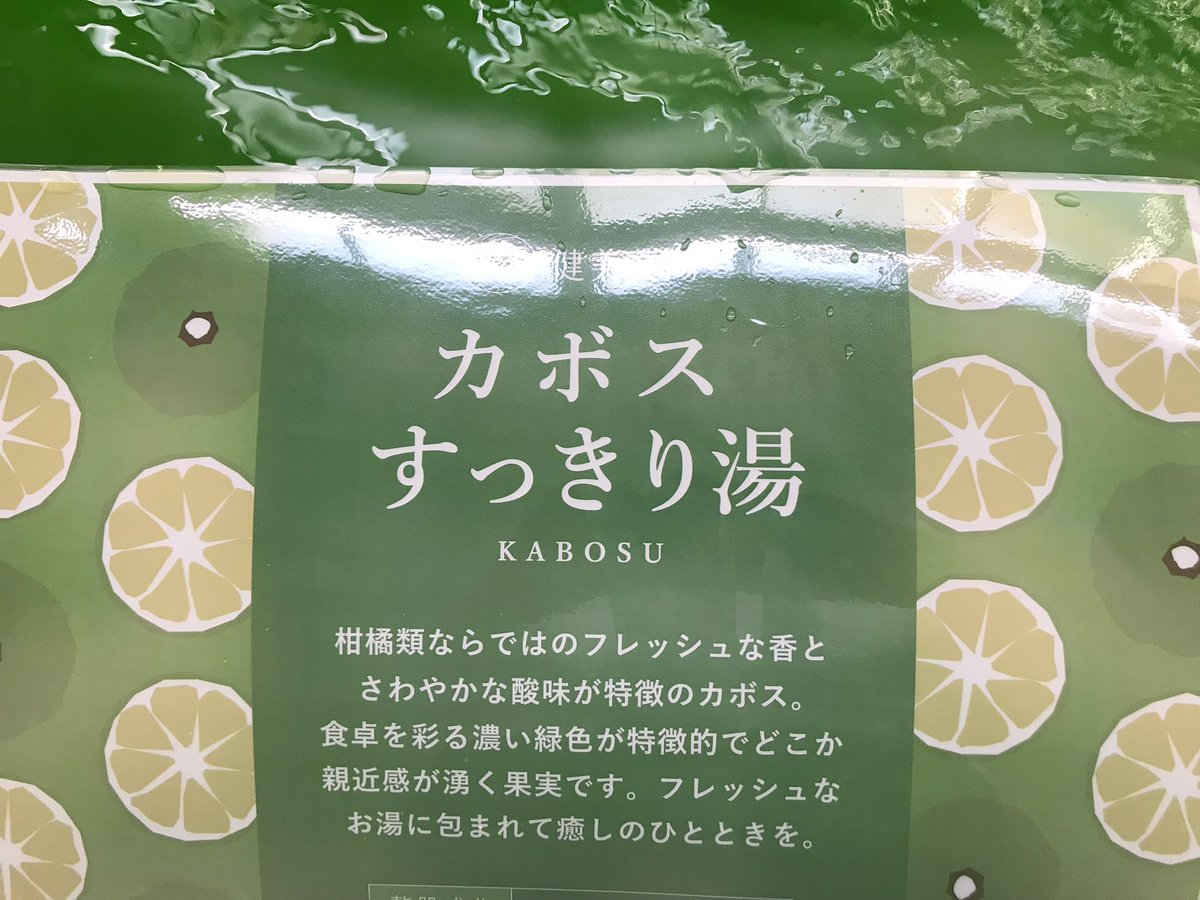 建
カボス
すっきり湯
KABOSU
柑橘類ならではのフレッシュな香と
さわやかな酸味が特徴のカボス。
食卓を彩る濃い緑色が特徴的でどこか
親近感が湧く果実です。フレッシュな
お湯に包まれて癒しのひとときを。